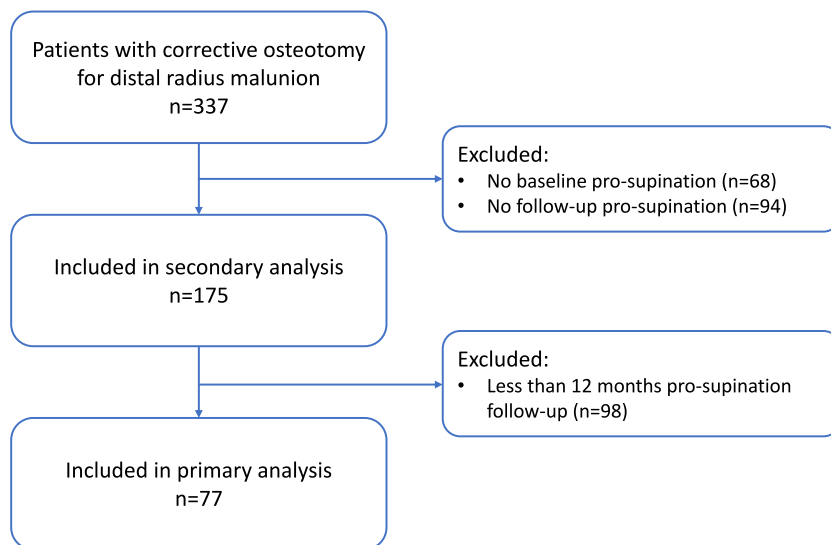 Patients with corrective osteotomy
for distal radius malunion
n=337
Excluded:
• No baseline pro-supination (n=68)
• No follow-up pro-supination (n=94)
Included in secondary analysis
n=175
Excluded:
• Less than 12 months pro-supination
follow-up (n=98)
Included in primary analysis
n=77